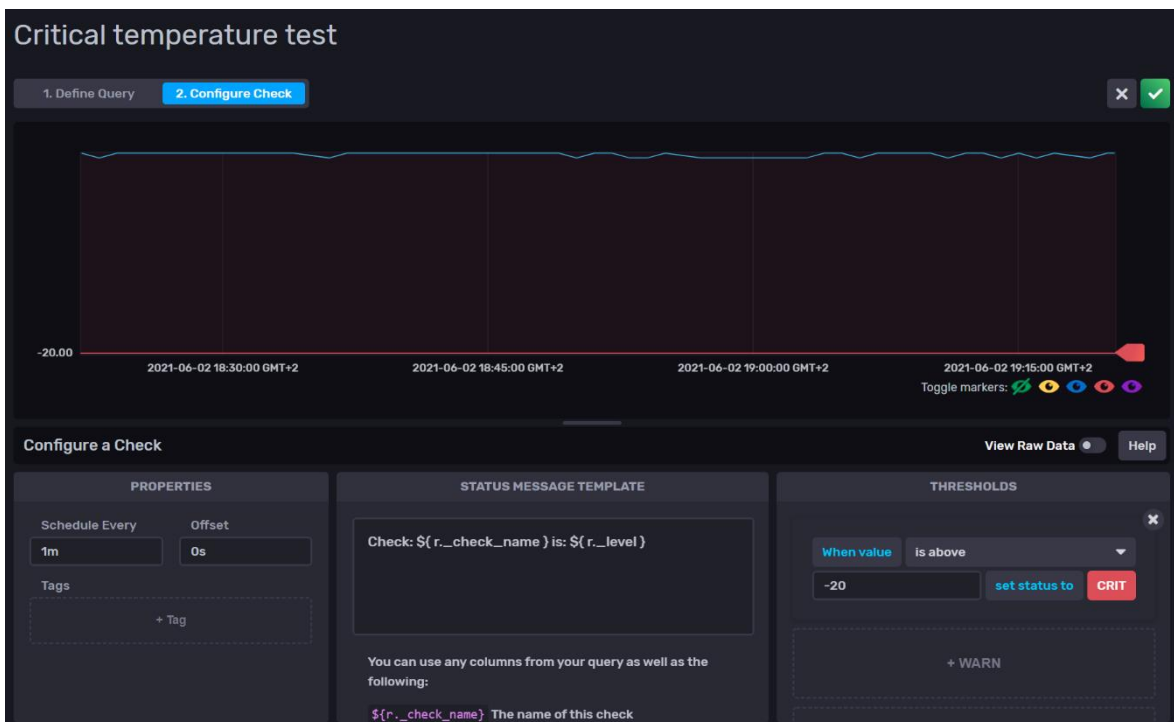 Critical temperature test
1. Define Query
2. Configure Check
-20.00
2021-06-02 18:30:00 GMT+2
2021-06-02 18:45:00 GMT+2
2021-06-02 19:00:00 GMT+2
2021-06-02 19:15:00 GMT+2
Toggle markers:
Configure a Check
View Raw Data
Help
PROPERTIES
Schedule Every
Offset
1m
0s
Tags
+ Tag
STATUS MESSAGE TEMPLATE
Check: ${ r._check_name } is: ${ r._level }
You can use any columns from your query as well as the
following:
${r._check_name} The name of this check
THRESHOLDS
When value
is above
-20
set status to
CRIT
+ WARN